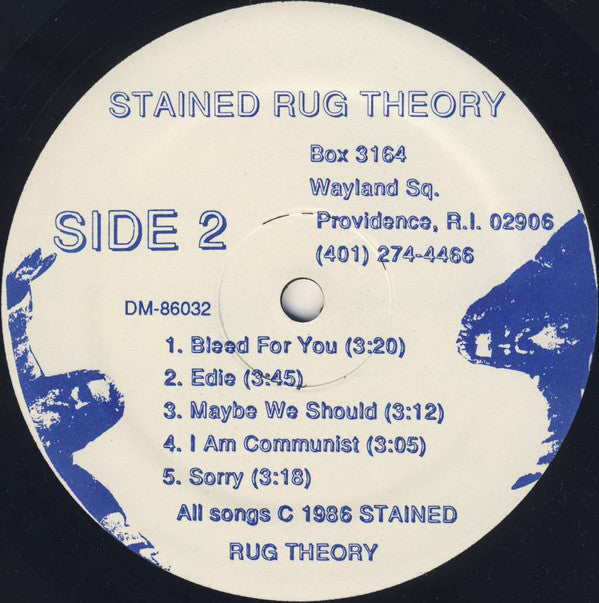 STAINED RUG THEORY
Box 3164
Wayland Sq.
Providence, R.I. 02906
(401) 274-4466
SIDE 2
DM-86032
1. Bleed For You (3:20)
2. Edie (3:45)
3. Maybe We Should (3:12)
4. I Am Communist (3:05)
5. Sorry (3:18)
All songs C 1986 STAINED
RUG THEORY